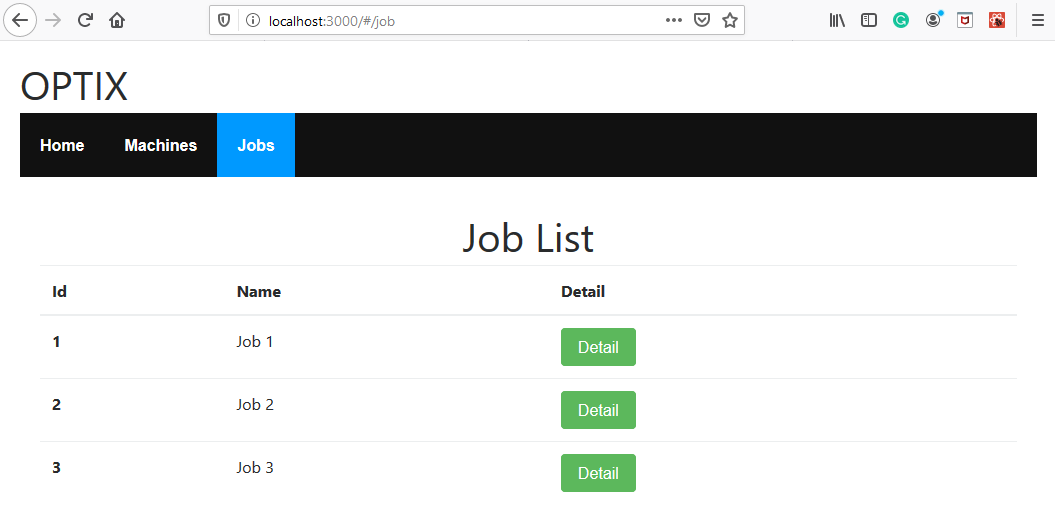 localhost:3000/#/job
OPTIX
Home Machines Jobs
Job List
Id Name Detail
1 Job 1 Detail
2 Job 2 Detail
3 Job 3 Detail